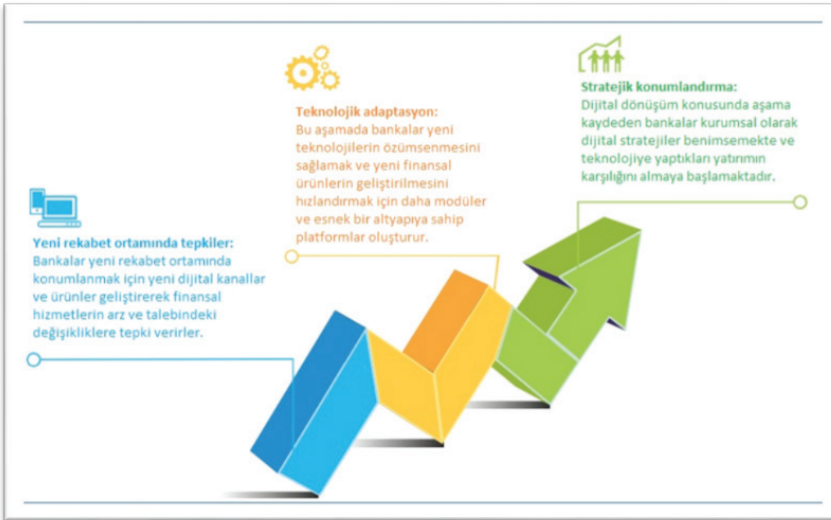 Yeni rekabet ortamında tepkiler:
Bankalar yeni rekabet ortamında
konumlanmak için yeni dijital kanallar
ve ürünler geliştirerek finansal
hizmetlerin arz ve talebindeki
değişikliklere tepki verirler.
Teknolojik adaptasyon:
Bu aşamada bankalar yeni
teknolojilerin özümsenmesini
sağlamak ve yeni finansal
ürünlerin geliştirilmesini
hızlandırmak için daha modüler
ve esnek bir altyapıya sahip
platformlar oluşturur.
Stratejik konumlandırma:
Dijital dönüşüm konusunda aşama
kaydeden bankalar kurumsal olarak
dijital stratejiler benimsemekte ve
teknolojiye yaptıkları yatırımın
karşılığını almaya başlamaktadır.